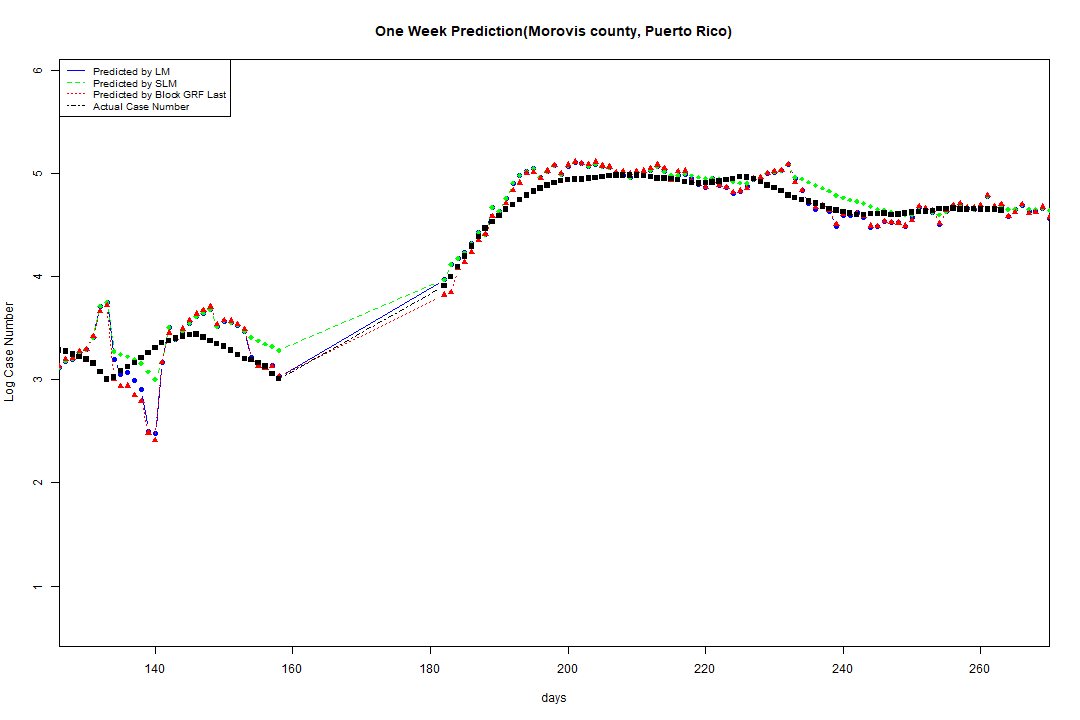 One Week Prediction(Morovis county, Puerto Rico)
Predicted by LM
Predicted by SLM
Predicted by Block GRF Last
Actual Case Number
6
5
4
3
2
1
Log Case Number
140 160 180 200 220 240 260
days